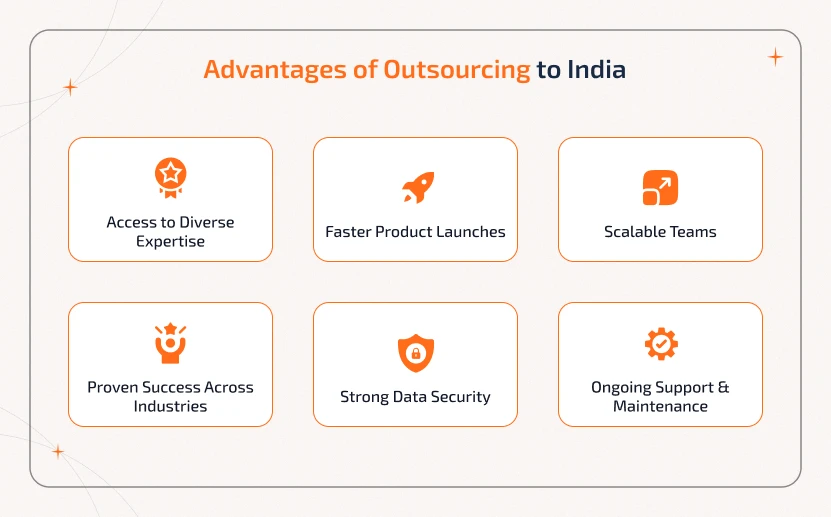 Advantages of Outsourcing to India
Access to Diverse
Expertise
Faster Product Launches
Scalable Teams
Proven Success Across
Industries
Strong Data Security
Ongoing Support &
Maintenance